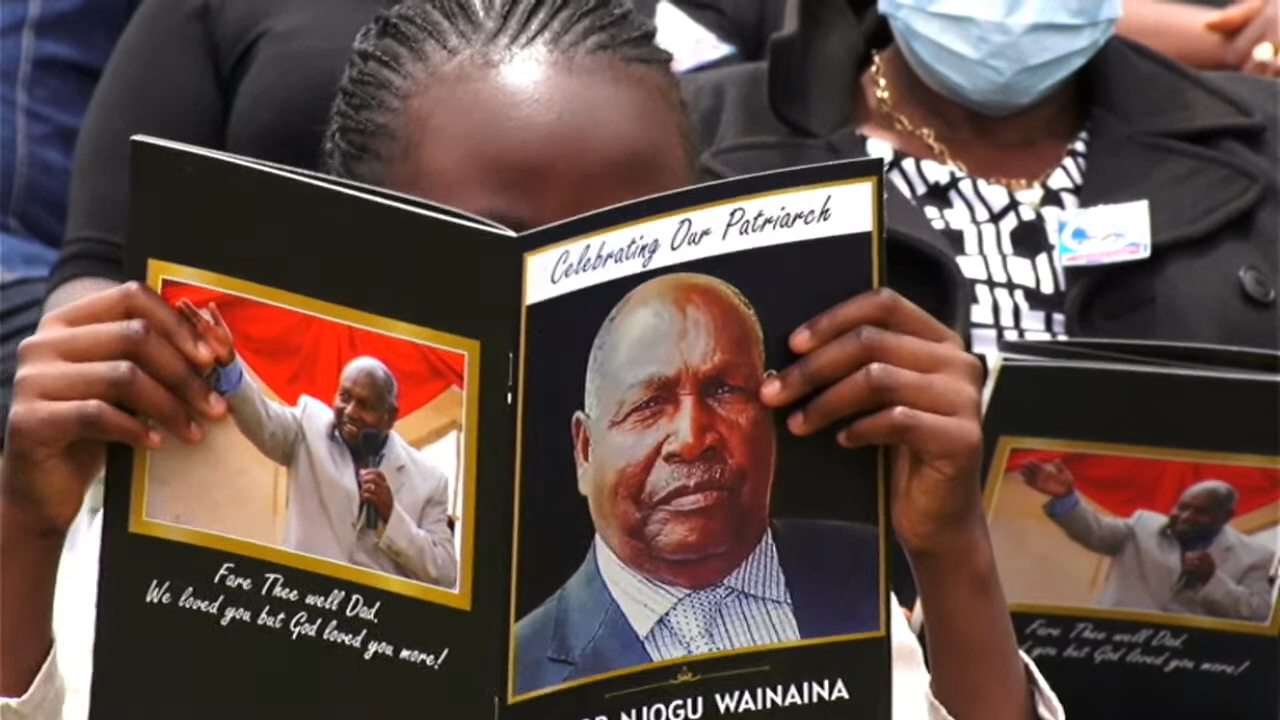 Celebrating Our Patriarch
Fare Thee well Dad.
We loved you but God loved you more!
NJOGU WAINAINA
Fare Thee well Dad.
you but God loved you more!